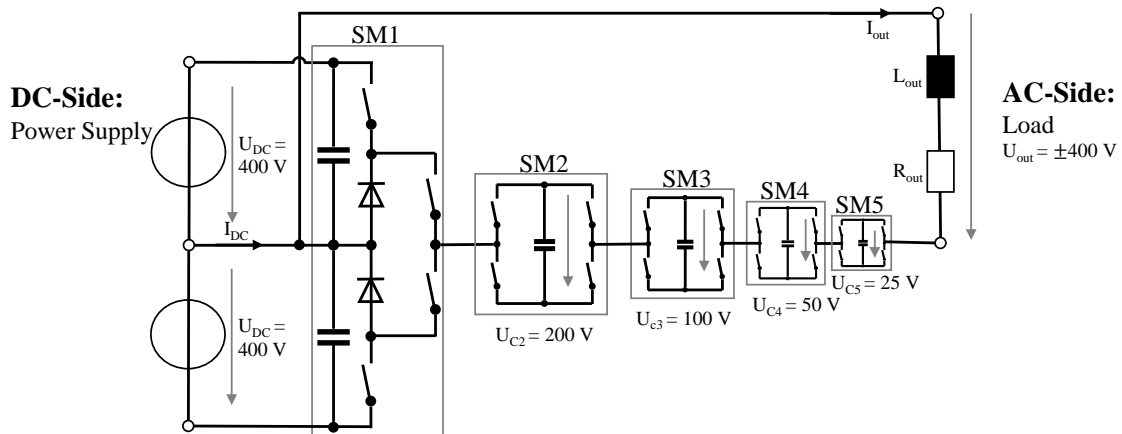 SM1
I_out
DC-Side:
Power Supply
U_DC =
400 V
L_out
AC-Side:
Load
U_out = ±400 V
SM2
SM3
SM4
SM5
R_out
I_DC
U_C5 = 25 V
U_C4 = 50 V
U_c3 = 100 V
U_C2 = 200 V
U_DC =
400 V